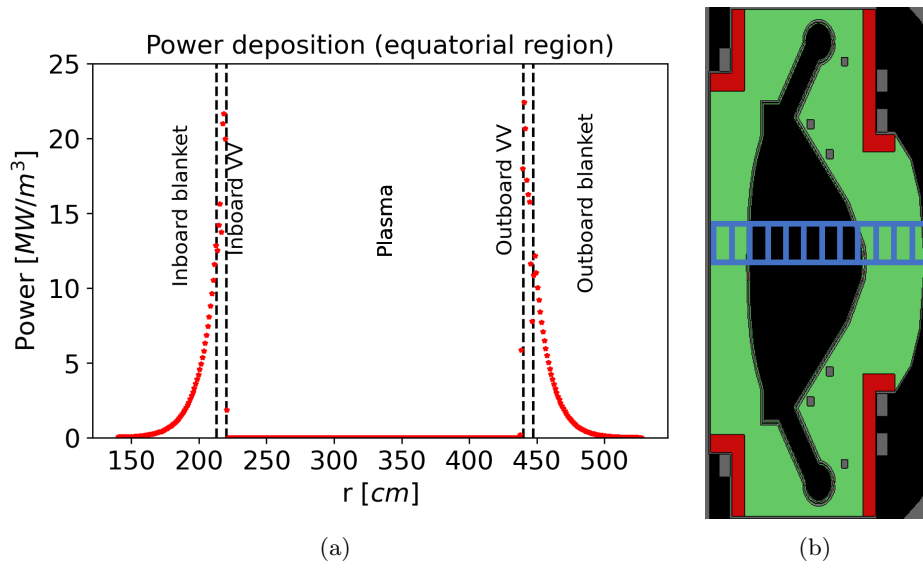 Power deposition (equatorial region)
25
20
15
10
5
0
Power [MW/m³]
Inboard blanket
Inboard VV
Plasma
Outboard VV
Outboard blanket
150 200 250 300 350 400 450 500
r [cm]
(a)
(b)